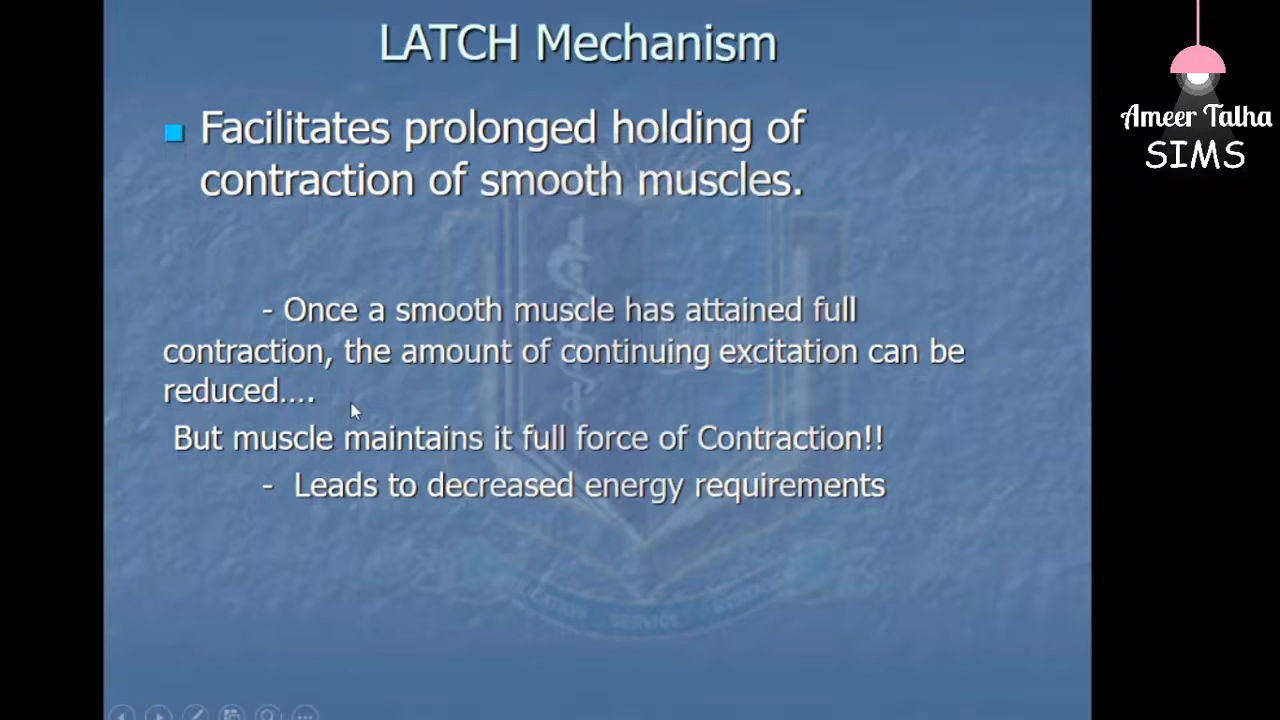 LATCH Mechanism
Ameer Talha
SIMS
Facilitates prolonged holding of
contraction of smooth muscles.
- Once a smooth muscle has attained full
contraction, the amount of continuing excitation can be
reduced....
But muscle maintains it full force of Contraction!!
- Leads to decreased energy requirements
SERVICE